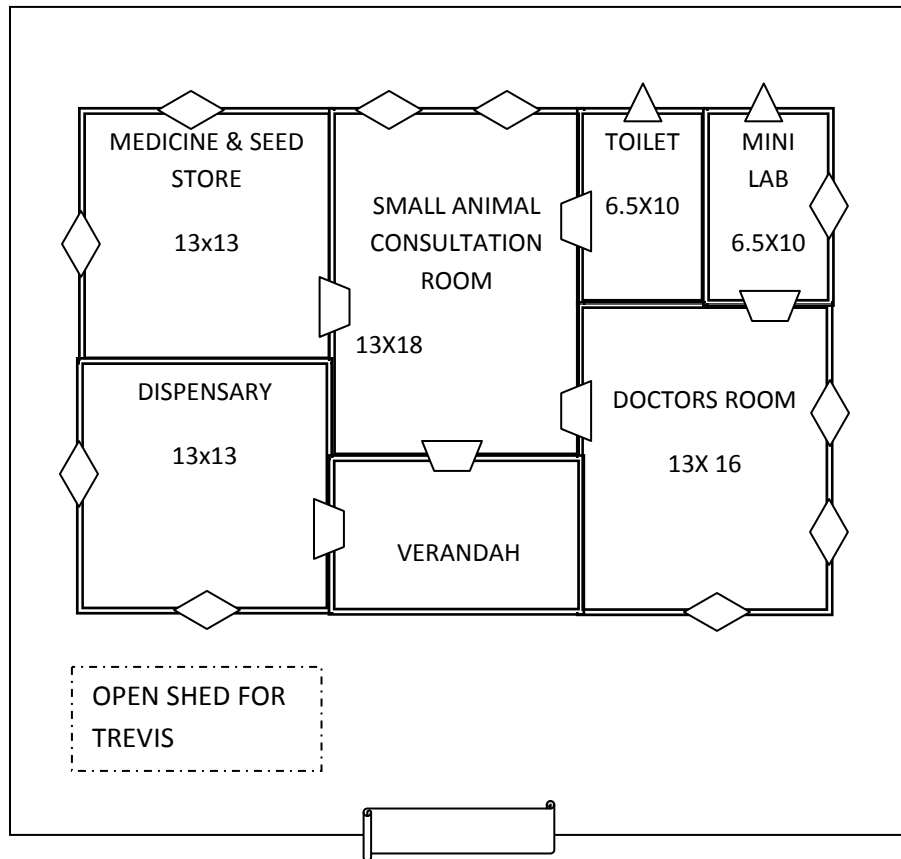 MEDICINE & SEED
STORE
13x13
SMALL ANIMAL
CONSULTATION
ROOM
13X18
TOILET
6.5X10
MINI
LAB
6.5X10
DISPENSARY
13x13
VERANDAH
DOCTORS ROOM
13X 16
OPEN SHED FOR
TREVIS